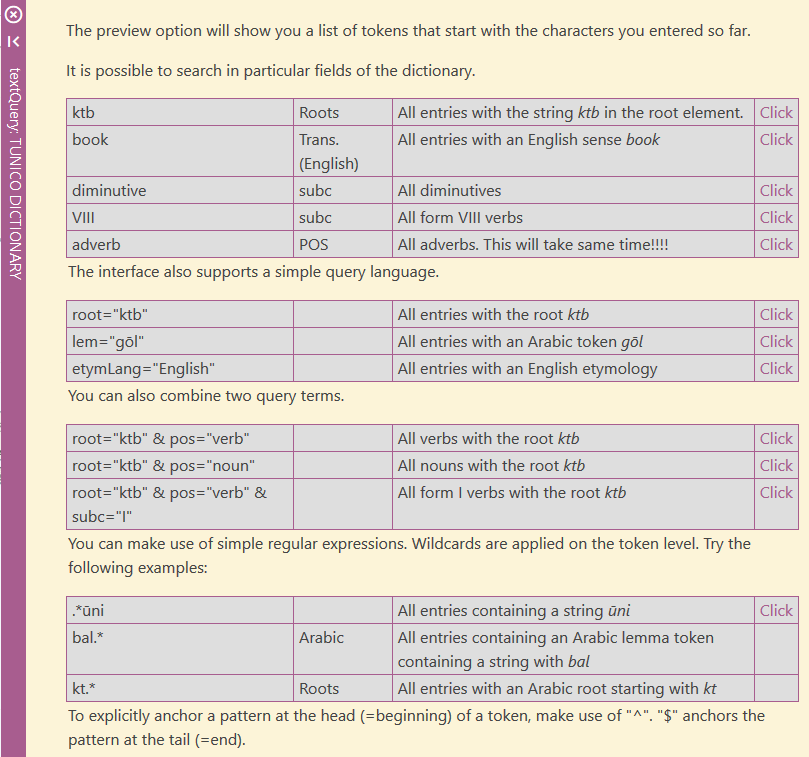 textQuery: TUNICO DICTIONARY
The preview option will show you a list of tokens that start with the characters you entered so far.
It is possible to search in particular fields of the dictionary.
ktb Roots All entries with the string ktb in the root element. Click
book Trans. All entries with an English sense book Click
(English)
diminutive subc All diminutives Click
VIII subc All form VIII verbs Click
adverb POS All adverbs. This will take same time!!!! Click
The interface also supports a simple query language.
root="ktb" All entries with the root ktb Click
lem="gōl" All entries with an Arabic token gōl Click
etymLang="English" All entries with an English etymology Click
You can also combine two query terms.
root="ktb" & pos="verb" All verbs with the root ktb Click
root="ktb" & pos="noun" All nouns with the root ktb Click
root="ktb" & pos="verb" & All form I verbs with the root ktb Click
subc="I"
You can make use of simple regular expressions. Wildcards are applied on the token level. Try the
following examples:
.*ūni All entries containing a string ūni Click
bal.* Arabic All entries containing an Arabic lemma token
containing a string with bal
kt.* Roots All entries with an Arabic root starting with kt
To explicitly anchor a pattern at the head (=beginning) of a token, make use of "^". "$" anchors the
pattern at the tail (=end).